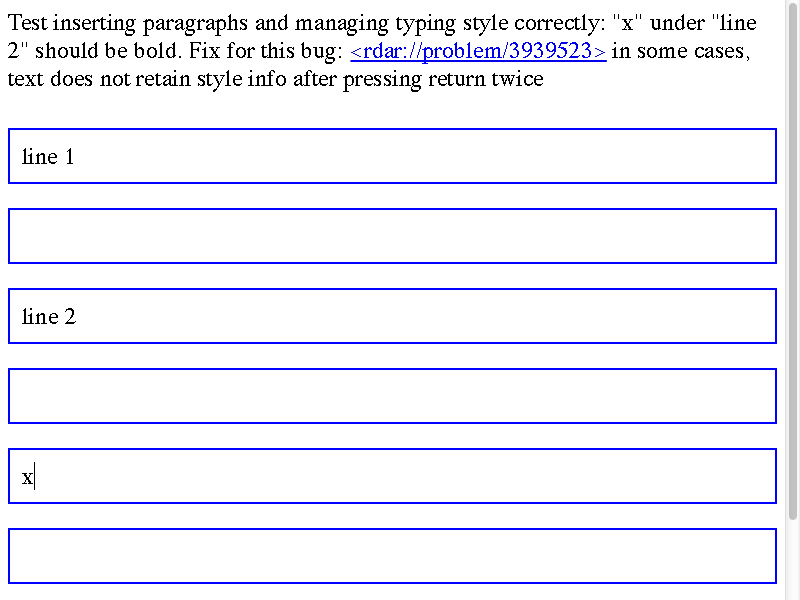 Test inserting paragraphs and managing typing style correctly: "x" under "line
2" should be bold. Fix for this bug: <rdar://problem/3939523> in some cases,
text does not retain style info after pressing return twice
line 1
line 2
x